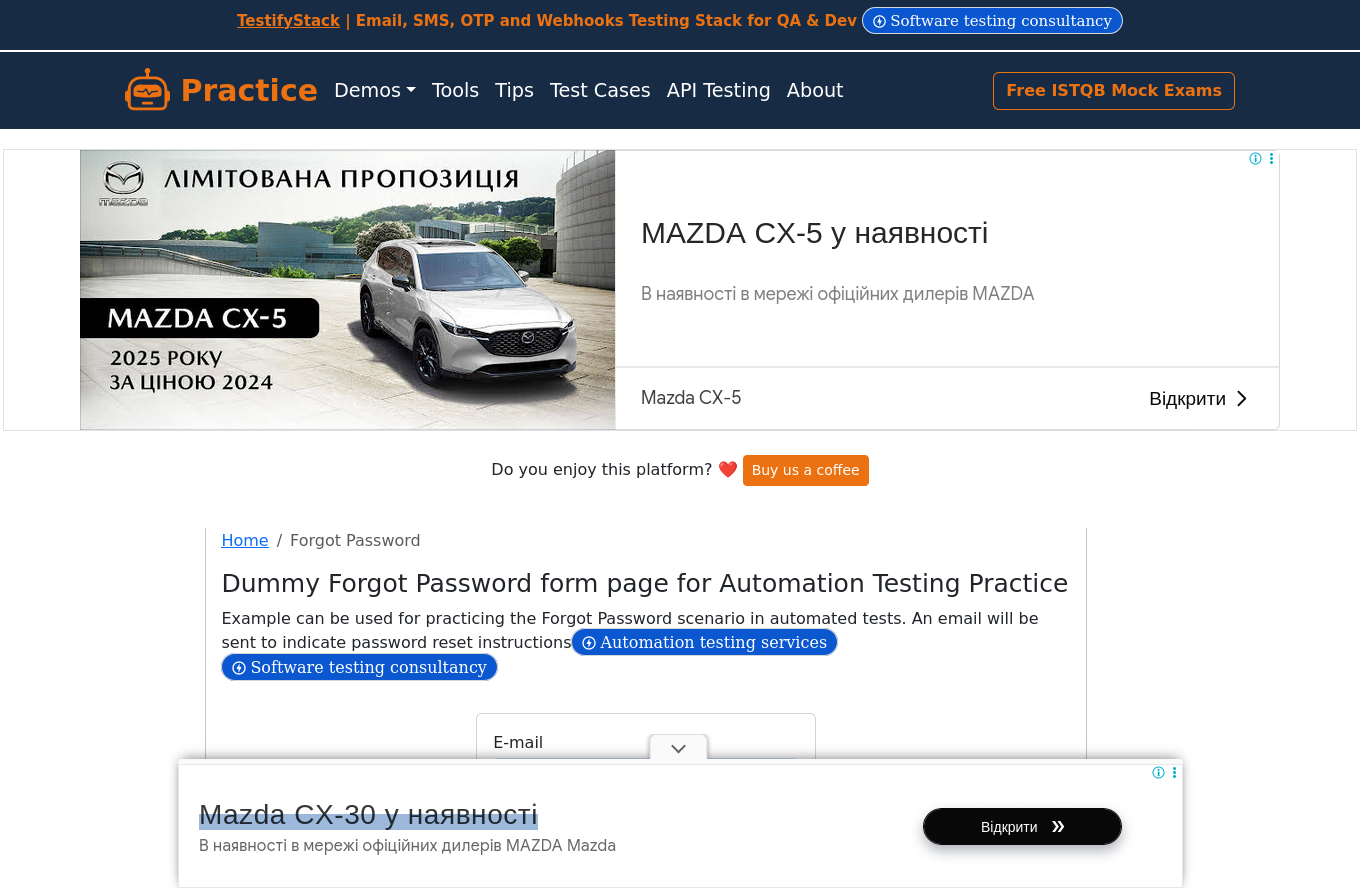 TestifyStack | Email, SMS, OTP and Webhooks Testing Stack for QA & Dev Software testing consultancy
Practice Demos Tools Tips Test Cases API Testing About Free ISTQB Mock Exams
mazDa ЛІМІТОВАНА ПРОПОЗИЦІЯ
MAZDA CX-5
2025 РОКУ
ЗА ЦІНОЮ 2024
MAZDA CX-5 у наявності
В наявності в мережі офіційних дилерів MAZDA
Mazda CX-5 Відкрити
Do you enjoy this platform? ❤️ Buy us a coffee
Home / Forgot Password
Dummy Forgot Password form page for Automation Testing Practice
Example can be used for practicing the Forgot Password scenario in automated tests. An email will be
sent to indicate password reset instructions Automation testing services
Software testing consultancy
E-mail
Mazda CX-30 у наявності
В наявності в мережі офіційних дилерів MAZDA Mazda
Відкрити »